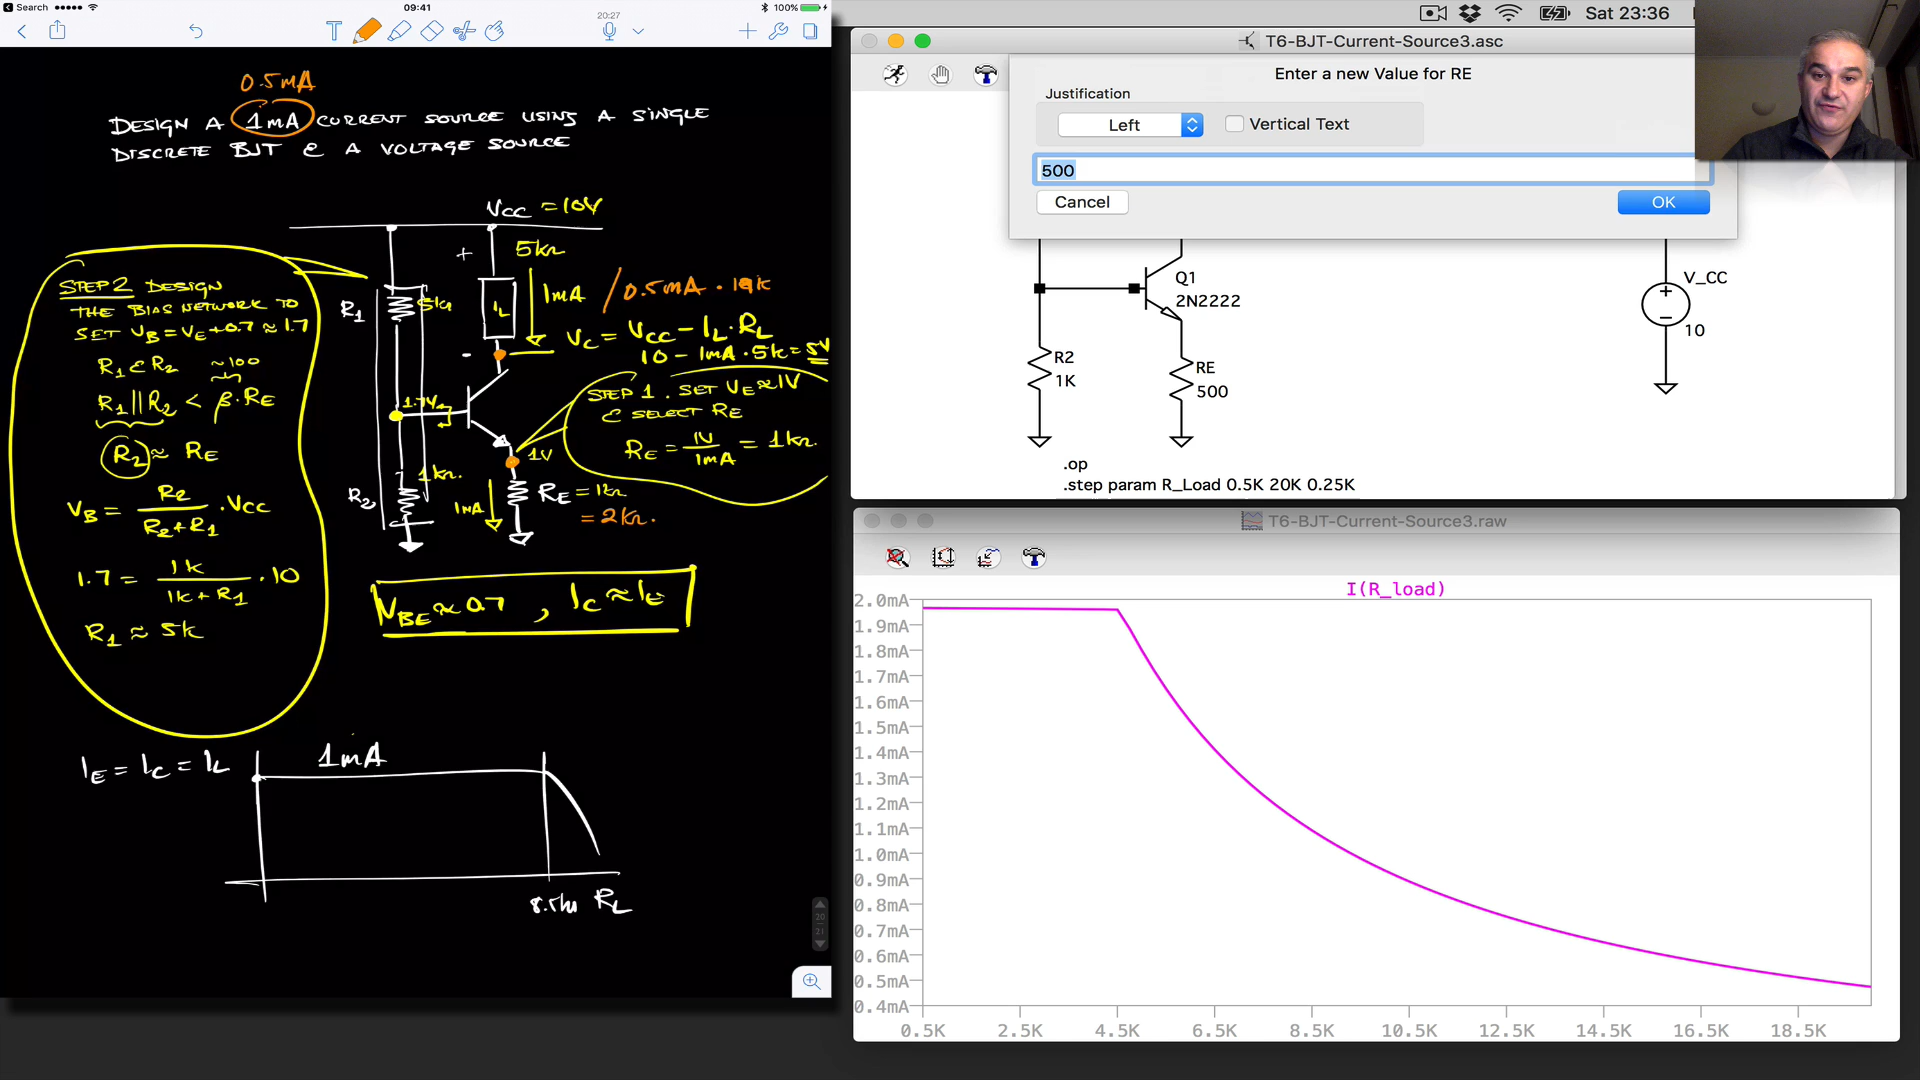 Search
09:41
100%
20:27
0.5mA
DESIGN A 1mA CURRENT SOURCE USING A SINGLE
DISCRETE BJT & A VOLTAGE SOURCE
VCC = 10V
+
5kΩ
1mA / 0.5mA · 19k
IL
R1
5kΩ
VC = VCC - IL · RL
10 - 1mA · 5k = 5V
-
STEP 2 DESIGN
THE BIAS NETWORK TO
SET VB = VE + 0.7 ≈ 1.7
R1 & R2 ~100
R1 || R2 < β · RE
R2 ≈ RE
VB = R2 / R2+R1 · VCC
1.7 = 1k / 1k+R1 · 10
R1 ≈ 5k
STEP 1. SET VE ≈ 1V
& SELECT RE
RE = 1V / 1mA = 1kΩ.
1.7V
1V
1kΩ.
R2
1mA
RE = 1kΩ
= 2kΩ.
VBE ≈ 0.7 , IC ≈ IE
IE = IC = IL
1mA
RL
20
21
Sat 23:36
T6-BJT-Current-Source3.asc
Enter a new Value for RE
Justification
Left
Vertical Text
500
Cancel
OK
Q1
2N2222
V_CC
10
R2
1K
RE
500
.op
.step param R_Load 0.5K 20K 0.25K
T6-BJT-Current-Source3.raw
I(R_load)
2.0mA
1.9mA
1.8mA
1.7mA
1.6mA
1.5mA
1.4mA
1.3mA
1.2mA
1.1mA
1.0mA
0.9mA
0.8mA
0.7mA
0.6mA
0.5mA
0.4mA
0.5K
2.5K
4.5K
6.5K
8.5K
10.5K
12.5K
14.5K
16.5K
18.5K